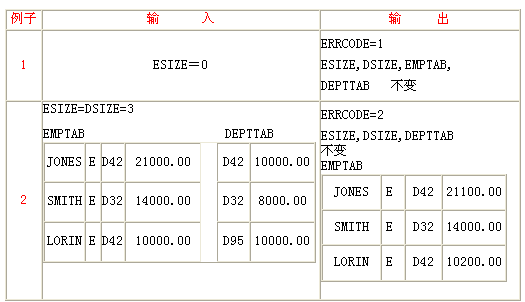 例子 输 入 输 出
1 ESIZE＝0 ERRCODE=1
ESIZE,DSIZE,EMPTAB,
DEPTTAB 不变
2 ESIZE=DSIZE=3
EMPTAB DEPTTAB
JONES E D42 21000.00 D42 10000.00
SMITH E D32 14000.00 D32 8000.00
LORIN E D42 10000.00 D95 10000.00
ERRCODE=2
ESIZE,DSIZE,DEPTTAB
不变
EMPTAB
JONES E D42 21100.00
SMITH E D32 14000.00
LORIN E D42 10200.00